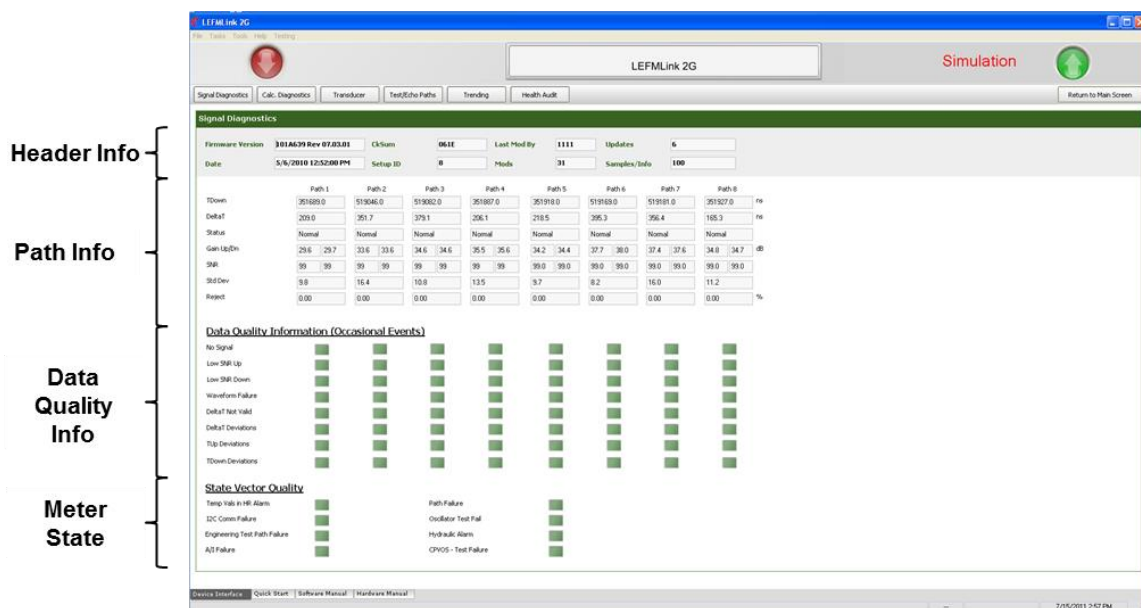 LEFMLink 2G
File Tasks Tools Help Testing
LEFMLink 2G
Simulation
Signal Diagnostics Calc. Diagnostics Transducer Test/Echo Paths Trending Health Audit Return to Main Screen
Signal Diagnostics
Header Info
Firmware Version 101A639 Rev 07.03.01 CkSum 061E Last Mod By 1111 Updates 6
Date 5/6/2010 12:52:00 PM Setup ID 8 Mods 31 Samples/Info 100
Path Info
Path 1 Path 2 Path 3 Path 4 Path 5 Path 6 Path 7 Path 8
TDown 351689.0 519046.0 519082.0 351887.0 351918.0 519169.0 519181.0 351927.0 ns
DeltaT 209.0 351.7 379.1 206.1 218.5 395.3 356.4 165.3 ns
Status Normal Normal Normal Normal Normal Normal Normal Normal
Gain Up/Dn 29.6 29.7 33.6 33.6 34.6 34.6 35.5 35.6 34.2 34.4 37.7 38.0 37.4 37.6 34.8 34.7 dB
SNR 99 99 99 99 99 99 99 99 99.0 99.0 99.0 99.0 99.0 99.0 99.0 99.0
Std Dev 9.8 16.4 10.8 13.5 9.7 8.2 16.0 11.2
Reject 0.00 0.00 0.00 0.00 0.00 0.00 0.00 0.00 %
Data Quality Info
Data Quality Information (Occasional Events)
No Signal
Low SNR Up
Low SNR Down
Waveform Failure
DeltaT Not Valid
DeltaT Deviations
TUp Deviations
TDown Deviations
Meter State
State Vector Quality
Temp Vals in HR Alarm Path Failure
I2C Comm Failure Oscillator Test Fail
Engineering Test Path Failure Hydraulic Alarm
A/I Failure CPVOS - Test Failure
Device Interface Quick Start Software Manual Hardware Manual
7/15/2011 2:57 PM